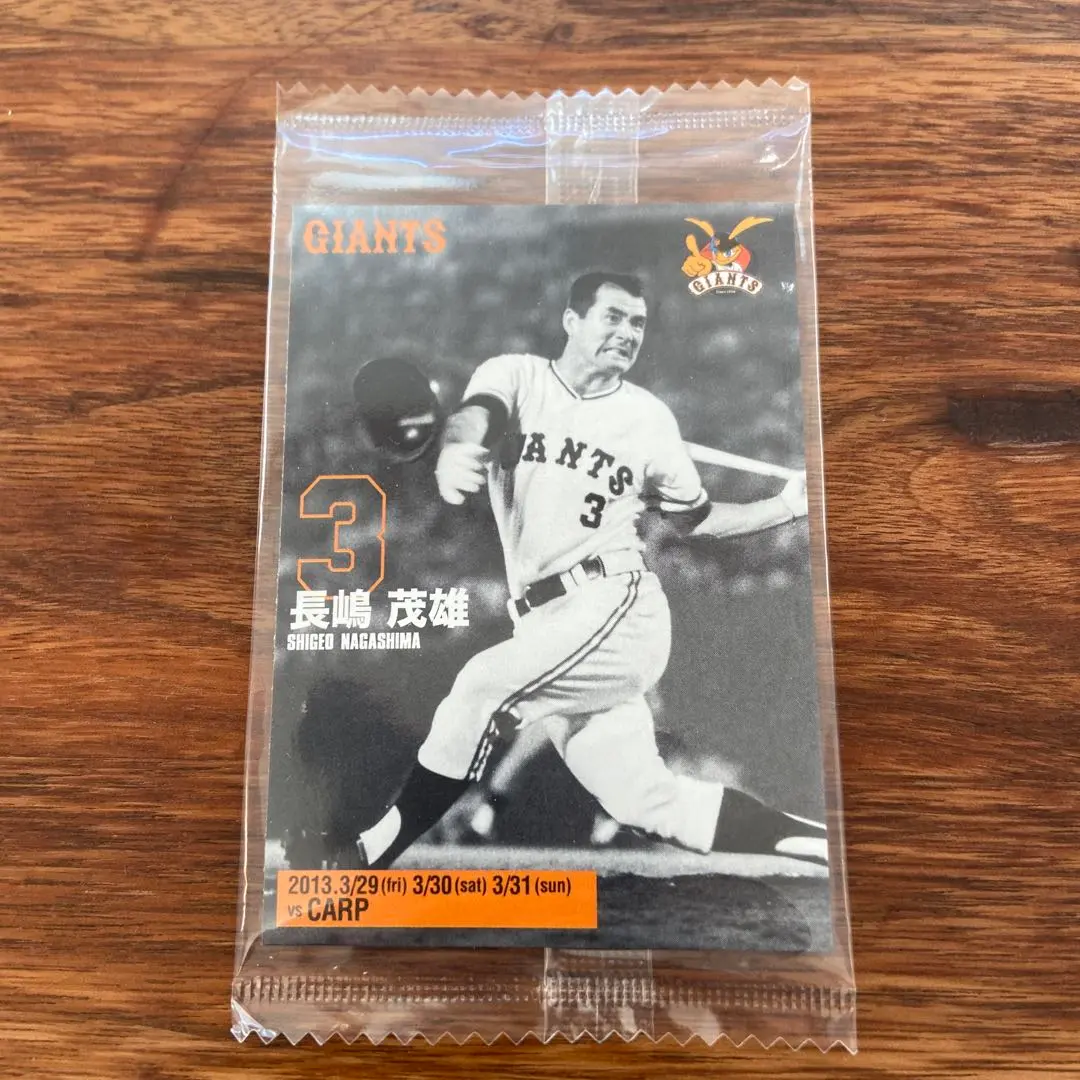 GIANTS
GIANTS
GIANTS
3
3
長嶋 茂雄
SHIGEO NAGASHIMA
2013.3/29(fri) 3/30(sat) 3/31(sun)
vs CARP